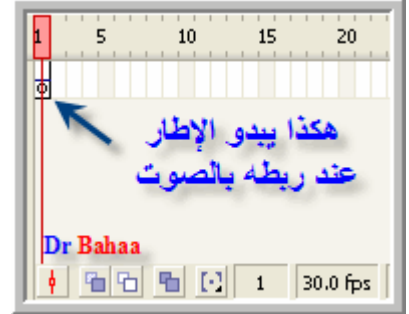 1 5 10 15 20
هكذا يبدو الإطار
عند ربطه بالصوت
Dr Bahaa
1 30.0 fps